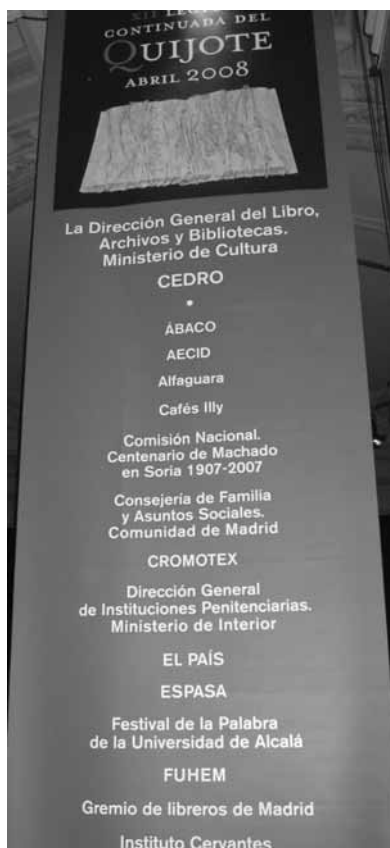 XII LECTURA
CONTINUADA DEL
QUIJOTE
ABRIL 2008
La Dirección General del Libro,
Archivos y Bibliotecas.
Ministerio de Cultura
CEDRO
•
ÁBACO
AECID
Alfaguara
Cafés Illy
Comisión Nacional.
Centenario de Machado
en Soria 1907-2007
Consejería de Familia
y Asuntos Sociales.
Comunidad de Madrid
CROMOTEX
Dirección General
de Instituciones Penitenciarias.
Ministerio de Interior
EL PAÍS
ESPASA
Festival de la Palabra
de la Universidad de Alcalá
FUHEM
Gremio de libreros de Madrid
Instituto Cervantes